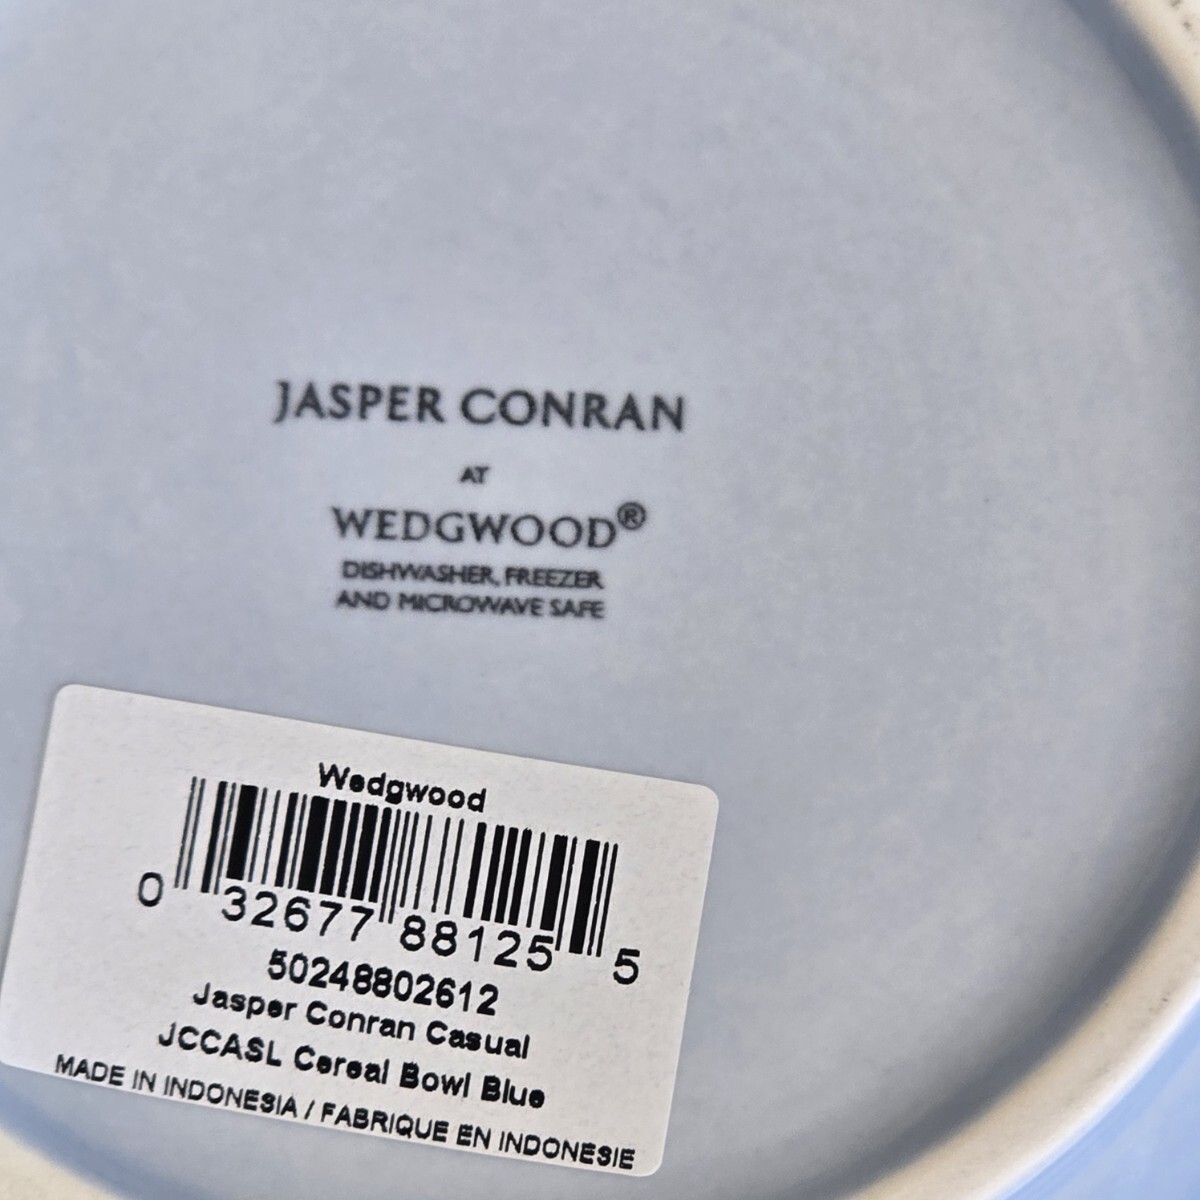 JASPER CONRAN
AT
WEDGWOOD®
DISHWASHER, FREEZER
AND MICROWAVE SAFE
Wedgwood
0 32677 88125 5
50248802612
Jasper Conran Casual
JCCASL Cereal Bowl Blue
MADE IN INDONESIA / FABRIQUE EN INDONESIE